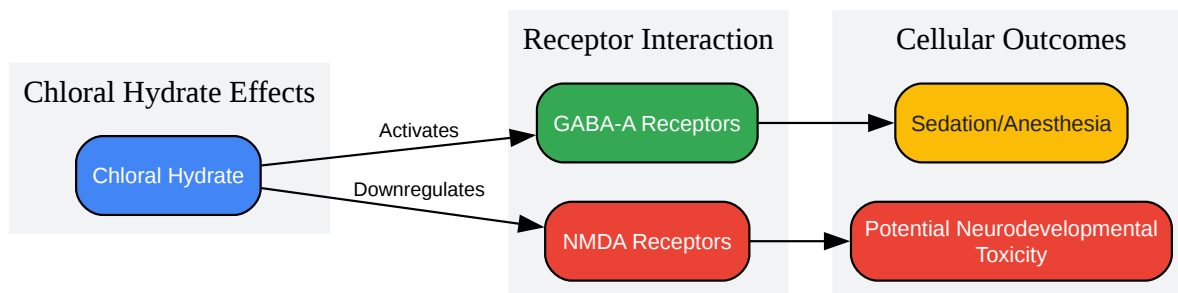 Chloral Hydrate Effects
Chloral Hydrate
Activates
Downregulates
Receptor Interaction
GABA-A Receptors
NMDA Receptors
Cellular Outcomes
Sedation/Anesthesia
Potential Neurodevelopmental
Toxicity